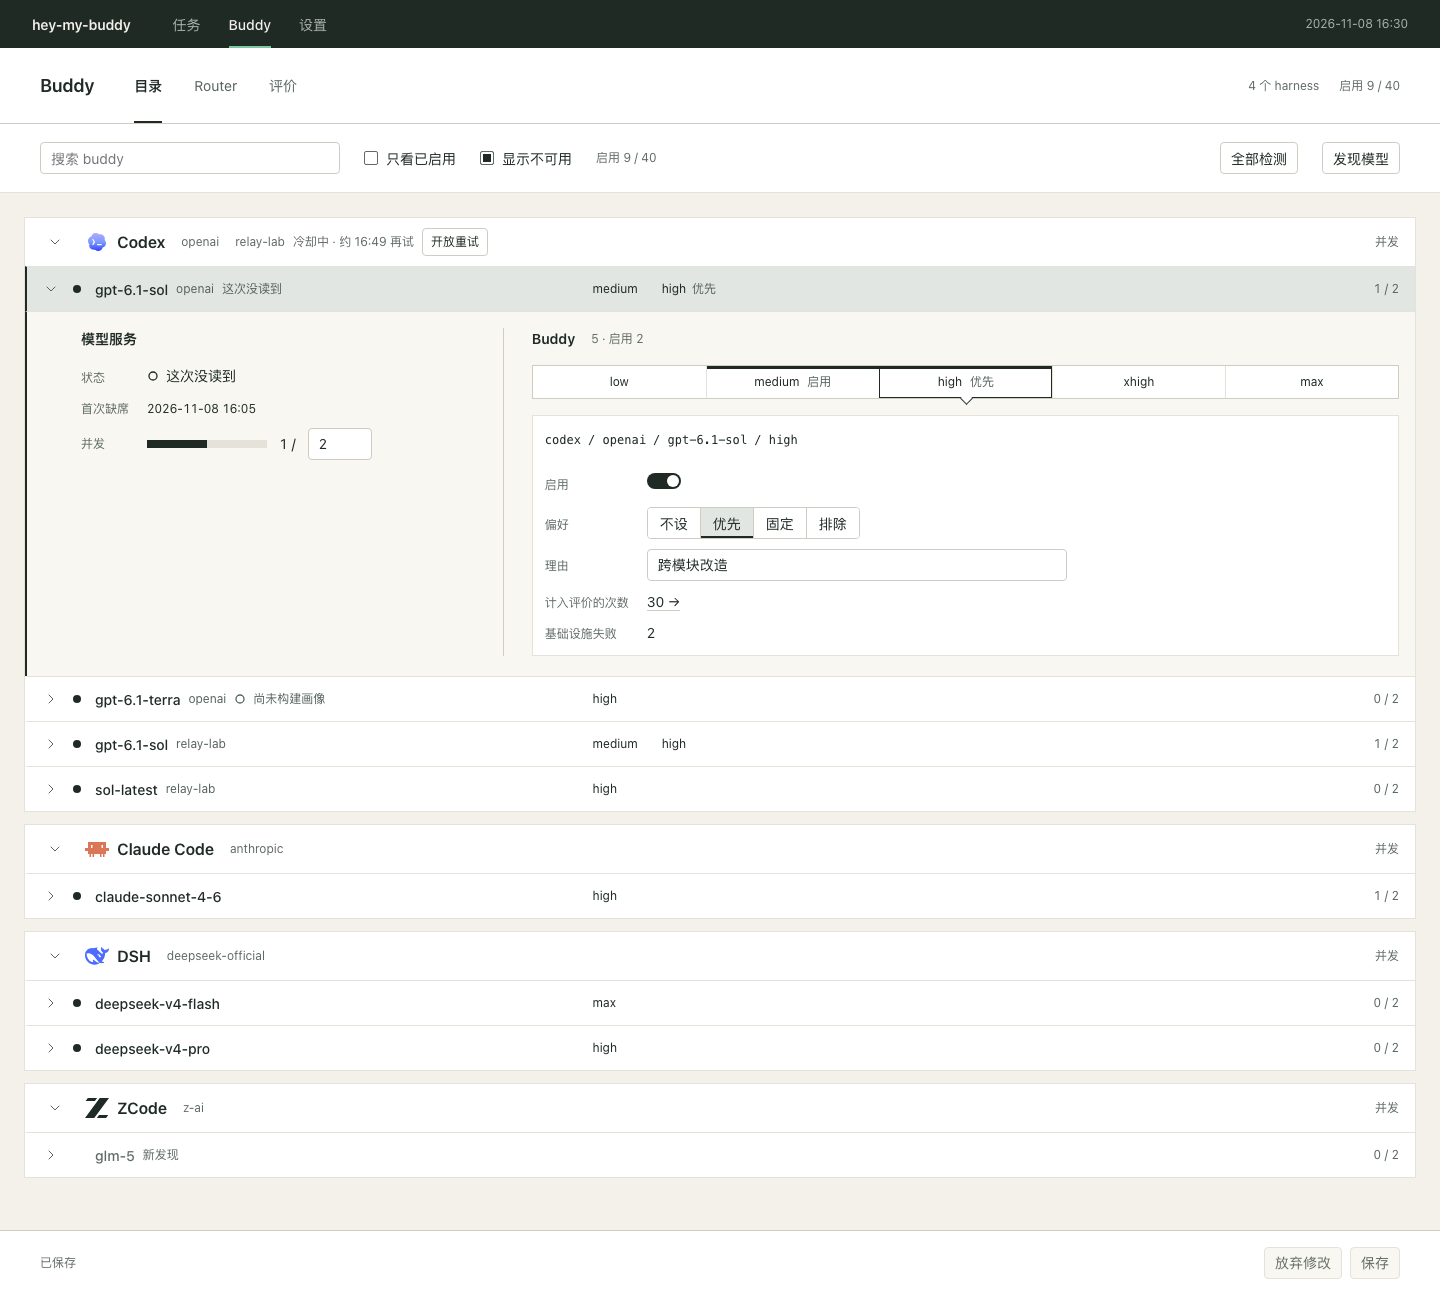 hey-my-buddy 任务 Buddy 设置 2026-11-08 16:30
Buddy 目录 Router 评价 4 个 harness 启用 9 / 40
搜索 buddy 只看已启用 显示不可用 启用 9 / 40 全部检测 发现模型
Codex openai relay-lab 冷却中 · 约 16:49 再试 开放重试 并发
gpt-6.1-sol openai 这次没读到 medium high 优先 1 / 2
模型服务
状态 这次没读到
首次缺席 2026-11-08 16:05
并发 1 / 2
Buddy 5 · 启用 2
low medium 启用 high 优先 xhigh max
codex / openai / gpt-6.1-sol / high
启用
偏好 不设 优先 固定 排除
理由 跨模块改造
计入评价的次数 30 →
基础设施失败 2
gpt-6.1-terra openai 尚未构建画像 high 0 / 2
gpt-6.1-sol relay-lab medium high 1 / 2
sol-latest relay-lab high 0 / 2
Claude Code anthropic 并发
claude-sonnet-4-6 high 1 / 2
DSH deepseek-official 并发
deepseek-v4-flash max 0 / 2
deepseek-v4-pro high 0 / 2
ZCode z-ai 并发
glm-5 新发现 0 / 2
已保存 放弃修改 保存